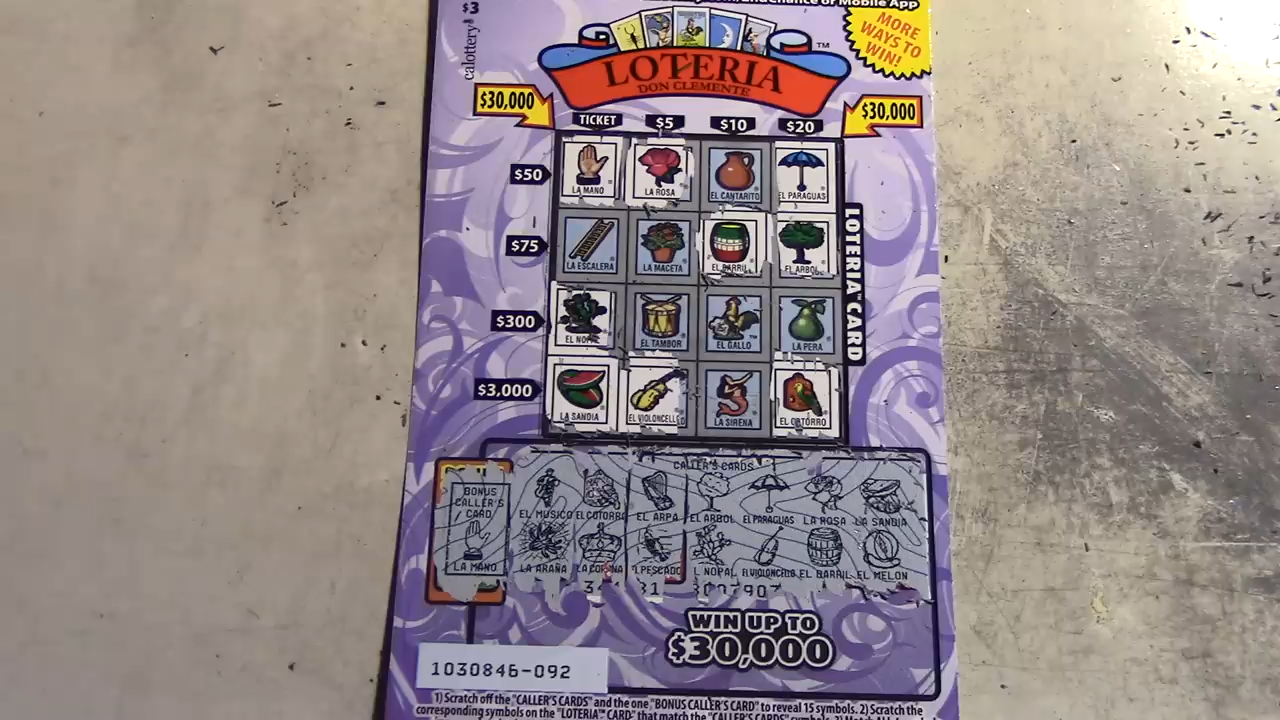 $3
calottery
MORE
WAYS TO
WIN!
LOTERIA™
DON CLEMENTE
$30,000
$30,000
TICKET $5 $10 $20
$50
LA MANO LA ROSA EL CANTARITO EL PARAGUAS
$75
LA ESCALERA LA MACETA EL BARRIL EL ARBOL
$300
EL NOPAL EL TAMBOR EL GALLO LA PERA
$3,000
LA SANDIA EL VIOLONCELLO LA SIRENA EL COTORRO
LOTERIA™ CARD
CALLER'S CARDS
BONUS
CALLER'S
CARD
LA MANO
EL MUSICO EL COTORRO EL ARPA EL ARBOL EL PARAGUAS LA ROSA LA SANDIA
LA ARAÑA LA CORONA EL PESCADO EL NOPAL EL VIOLONCELLO EL BARRIL EL MELON
WIN UP TO
$30,000
1030846-092
1) Scratch off the "CALLER'S CARDS" and the one "BONUS CALLER'S CARD" to reveal 15 symbols. 2) Scratch the
corresponding symbols on the "LOTERIA™ CARD" that match the "CALLER'S CARDS" symbols.